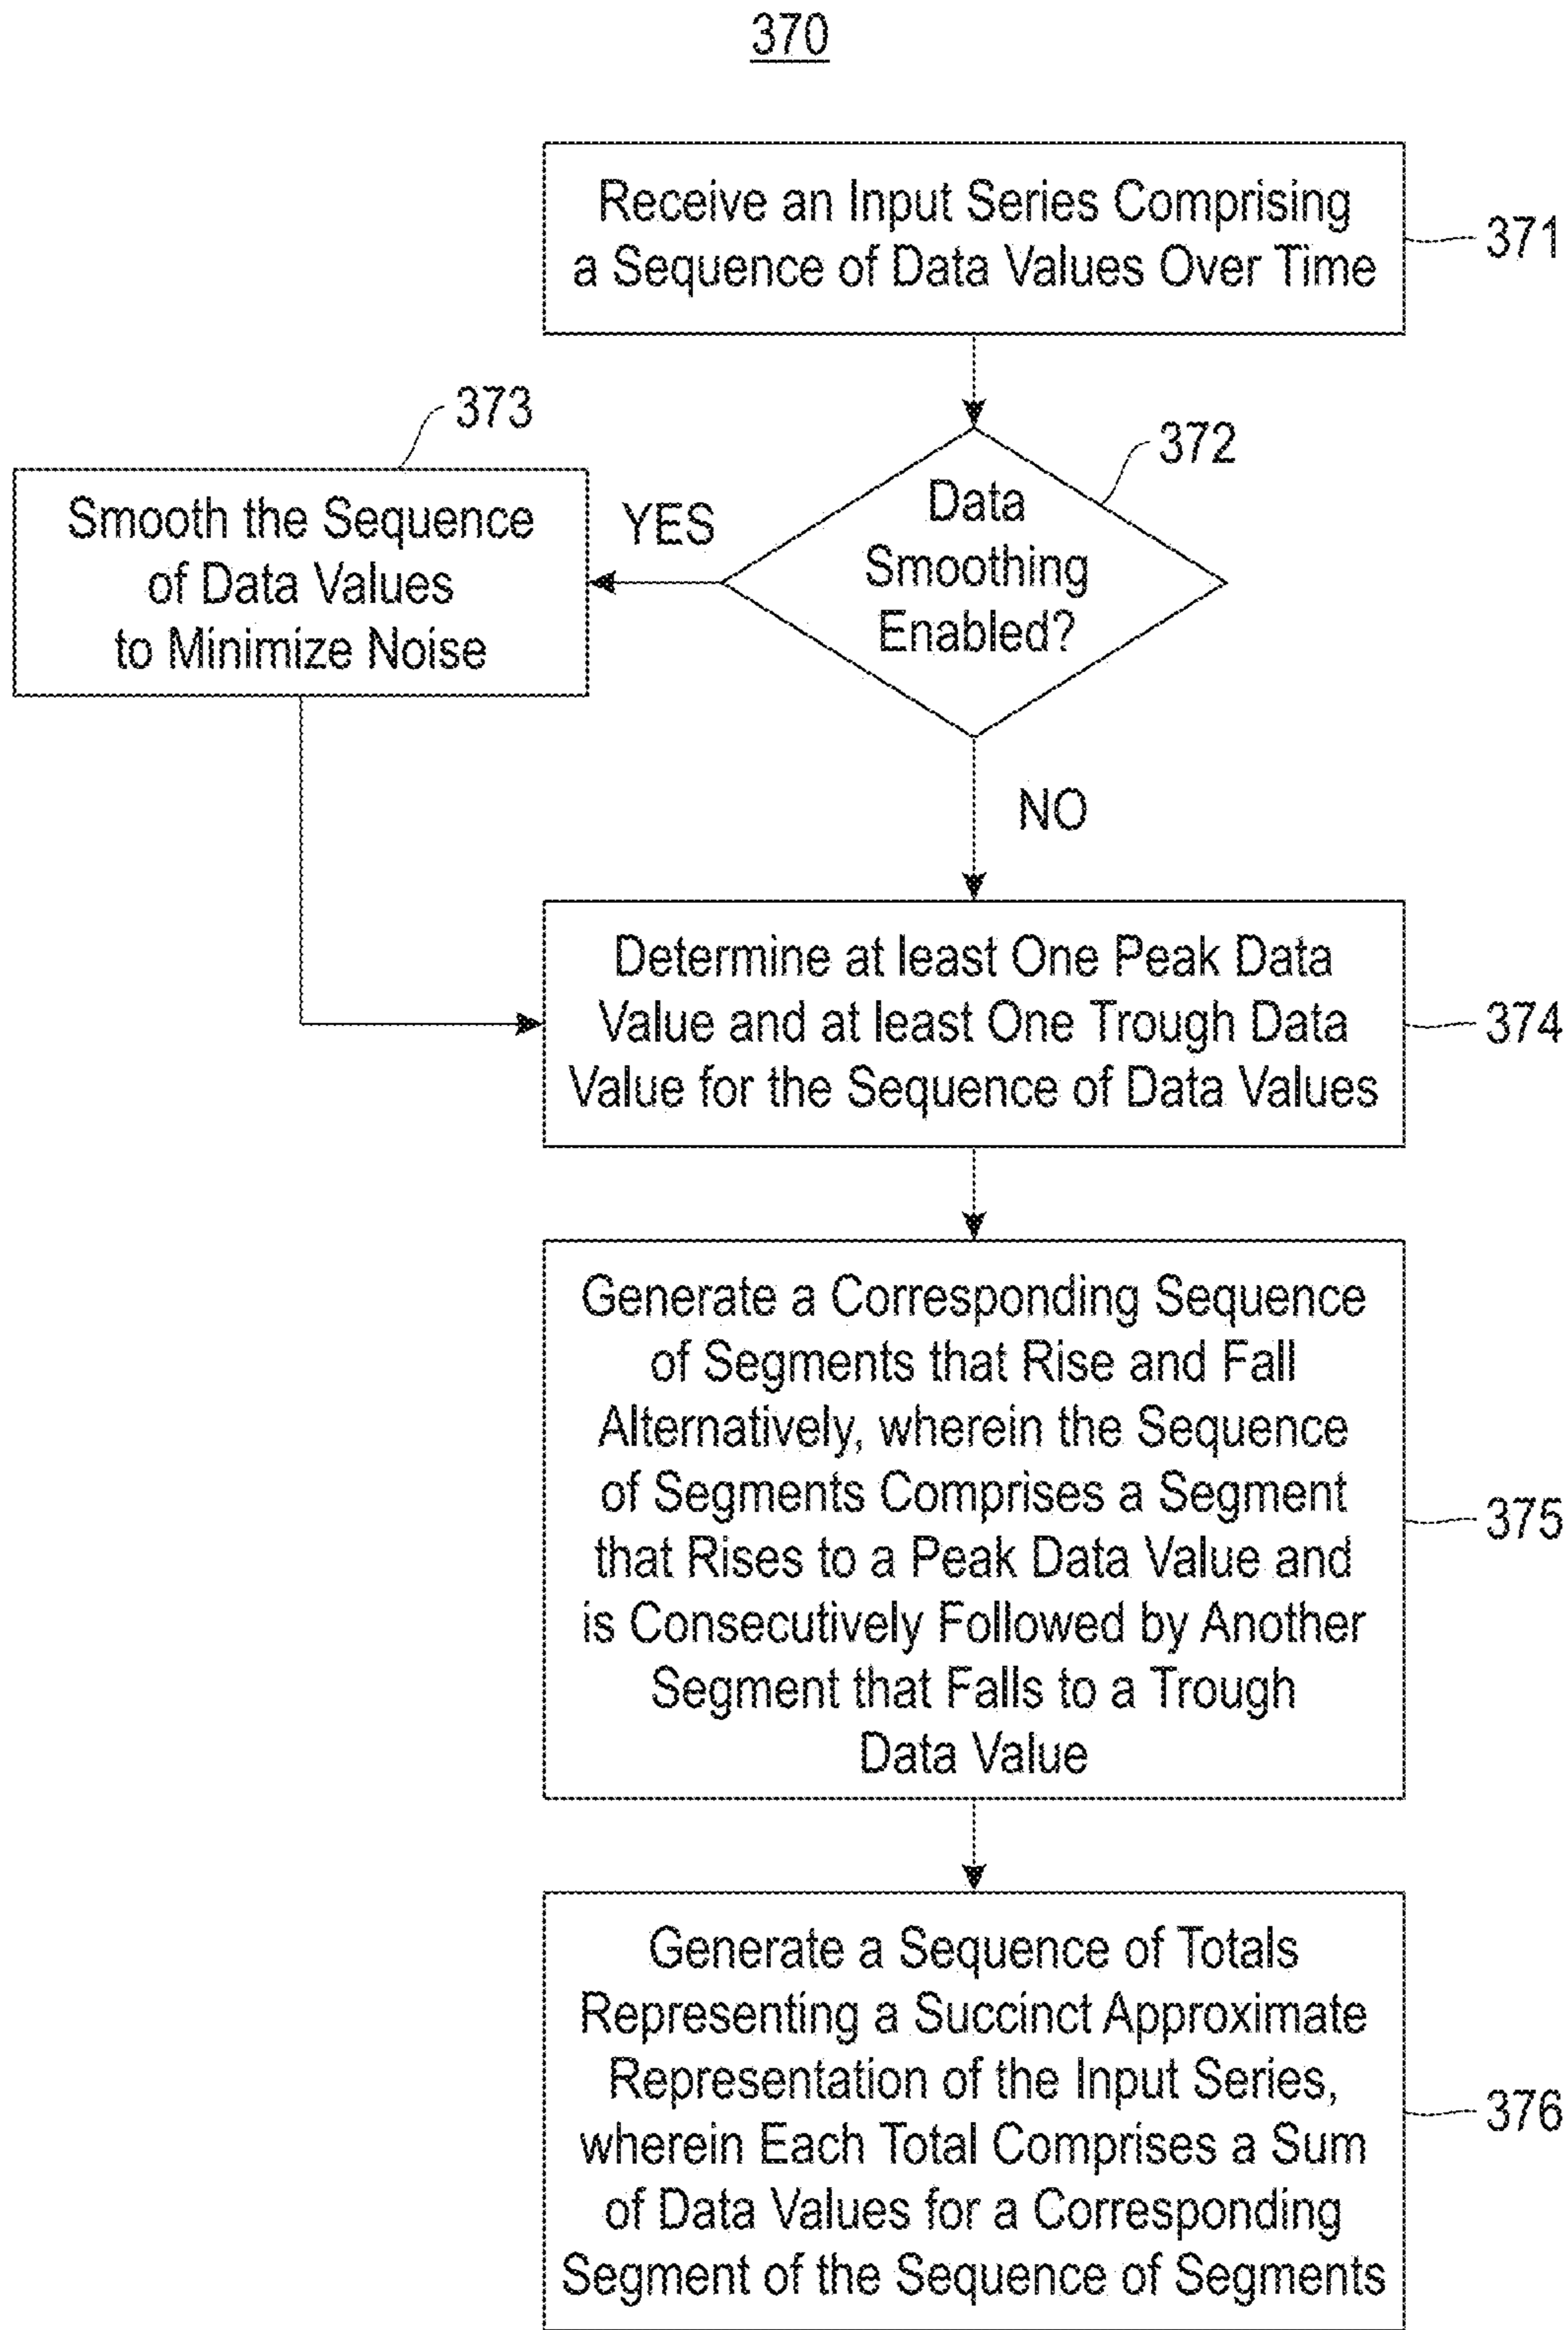 370
Receive an Input Series Comprising
a Sequence of Data Values Over Time
371
373
372
Smooth the Sequence
of Data Values
to Minimize Noise
YES
Data
Smoothing
Enabled?
NO
Determine at least One Peak Data
Value and at least One Trough Data
Value for the Sequence of Data Values
374
Generate a Corresponding Sequence
of Segments that Rise and Fall
Alternatively, wherein the Sequence
of Segments Comprises a Segment
that Rises to a Peak Data Value and
is Consecutively Followed by Another
Segment that Falls to a Trough
Data Value
375
Generate a Sequence of Totals
Representing a Succinct Approximate
Representation of the Input Series,
wherein Each Total Comprises a Sum
of Data Values for a Corresponding
Segment of the Sequence of Segments
376